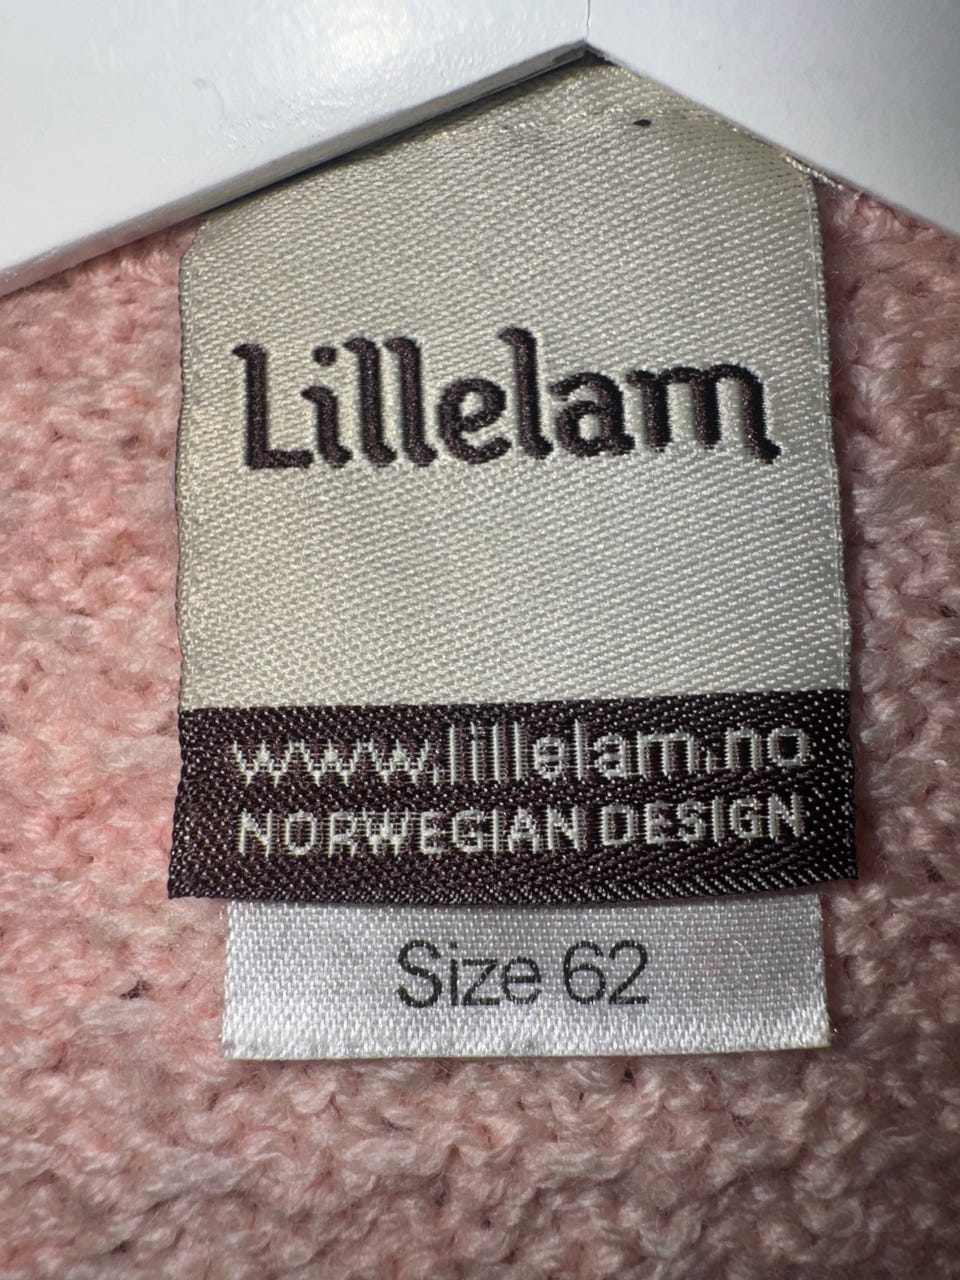 Lillelam
www.lillelam.no
NORWEGIAN DESIGN
Size 62